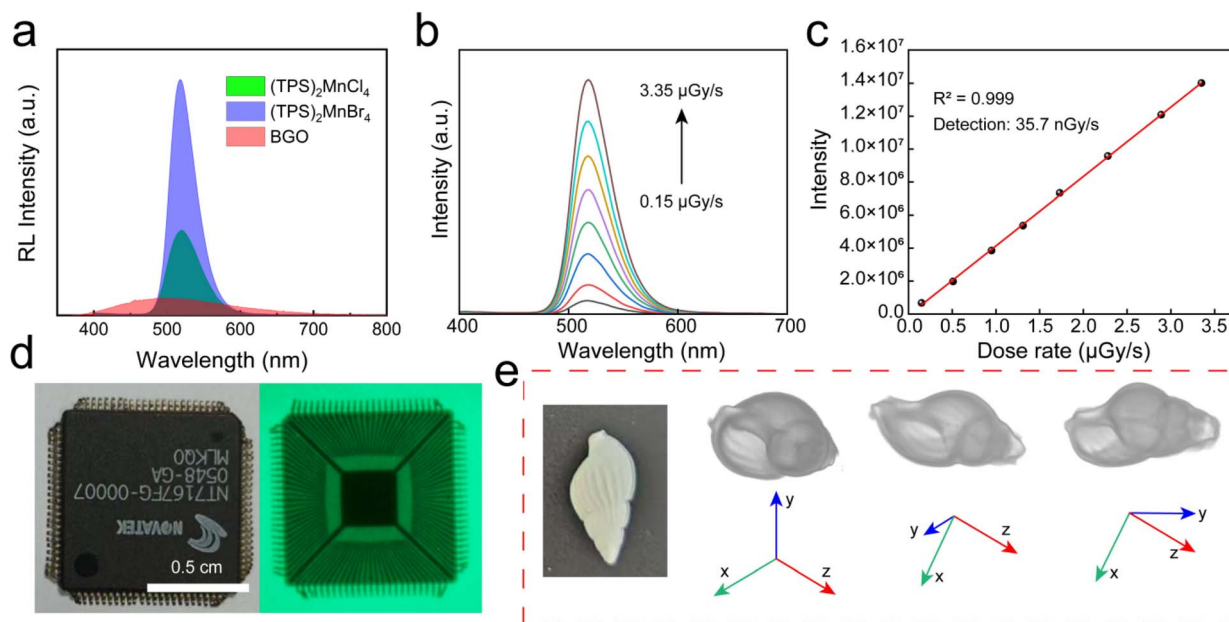 a
RL Intensity (a.u.)
(TPS)₂MnCl₄
(TPS)₂MnBr₄
BGO
400 500 600 700 800
Wavelength (nm)
b
Intensity (a.u.)
3.35 μGy/s
0.15 μGy/s
400 500 600 700
Wavelength (nm)
c
Intensity
1.6×10⁷
1.4×10⁷
1.2×10⁷
1.0×10⁷
8.0×10⁶
6.0×10⁶
4.0×10⁶
2.0×10⁶
0.0
R² = 0.999
Detection: 35.7 nGy/s
0.0 0.5 1.0 1.5 2.0 2.5 3.0 3.5
Dose rate (μGy/s)
d
NOVATEK
NT7167FG-00007
0548-GA
MLKQ0
0.5 cm
e
y
x
z
y
x
z
y
x
z